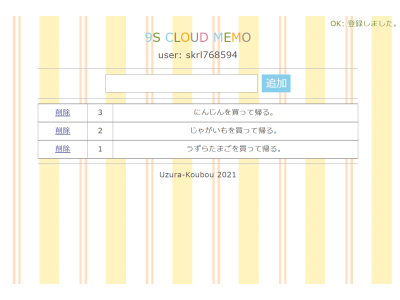 OK: 登録しました。
9S CLOUD MEMO
user: skrl768594
追加
削除 3 にんじんを買って帰る。
削除 2 じゃがいもを買って帰る。
削除 1 うずらたまごを買って帰る。
Uzura-Koubou 2021